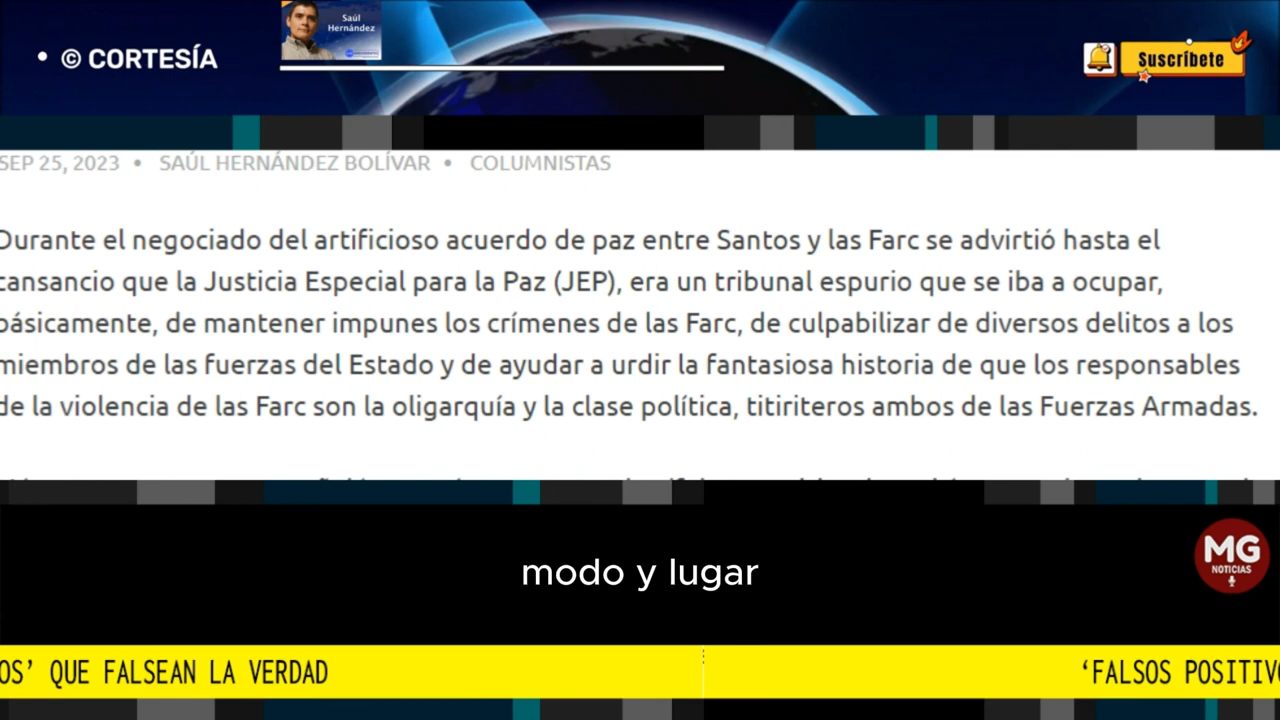 • © CORTESÍA
Saúl
Hernández
Suscríbete
SEP 25, 2023 • SAÚL HERNÁNDEZ BOLÍVAR • COLUMNISTAS
Durante el negociado del artificioso acuerdo de paz entre Santos y las Farc se advirtió hasta el
cansancio que la Justicia Especial para la Paz (JEP), era un tribunal espurio que se iba a ocupar,
básicamente, de mantener impunes los crímenes de las Farc, de culpabilizar de diversos delitos a los
miembros de las fuerzas del Estado y de ayudar a urdir la fantasiosa historia de que los responsables
de la violencia de las Farc son la oligarquía y la clase política, titiriteros ambos de las Fuerzas Armadas.
MG
NOTICIAS
modo y lugar
OS’ QUE FALSEAN LA VERDAD
‘FALSOS POSITIVO